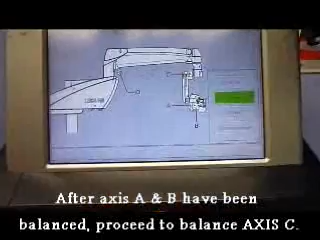 After axis A & B have been
balanced, proceed to balance AXIS C.